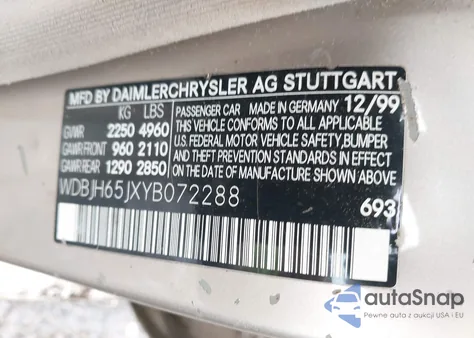 MFD BY DAIMLERCHRYSLER AG STUTTGART
KG LBS
GVWR 2250 4960
GAWR FRONT 960 2110
GAWR REAR 1290 2850
PASSENGER CAR MADE IN GERMANY 12/99
THIS VEHICLE CONFORMS TO ALL APPLICABLE
U.S. FEDERAL MOTOR VEHICLE SAFETY, BUMPER
AND THEFT PREVENTION STANDARDS IN EFFECT
ON THE DATE OF MANUFACTURE SHOWN ABOVE
WDBJH65JXYB072288
693
autoSnap
Pewne auta z aukcji USA i EU